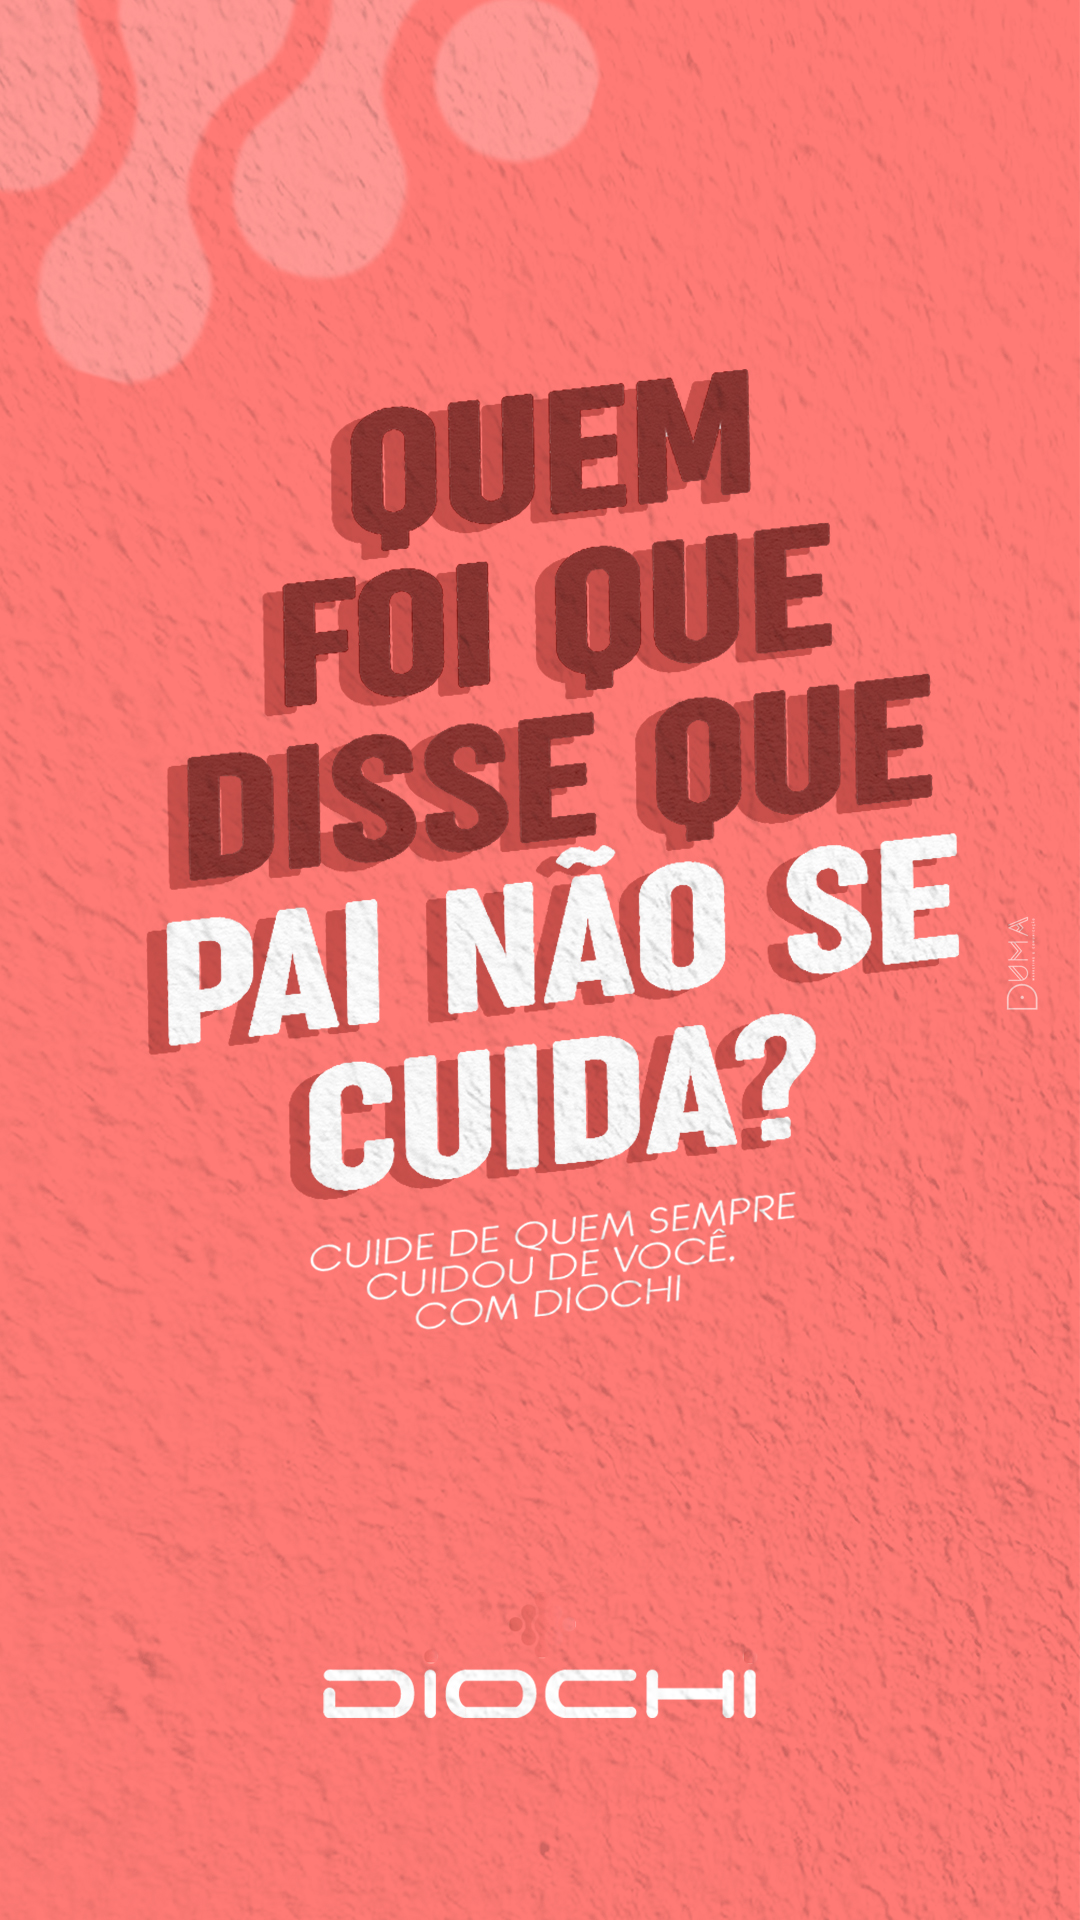 QUEM
FOI QUE
DISSE QUE
PAI NÃO SE
CUIDA?
CUIDE DE QUEM SEMPRE
CUIDOU DE VOCÊ,
COM DIOCHI
DUMA
DIOCHI